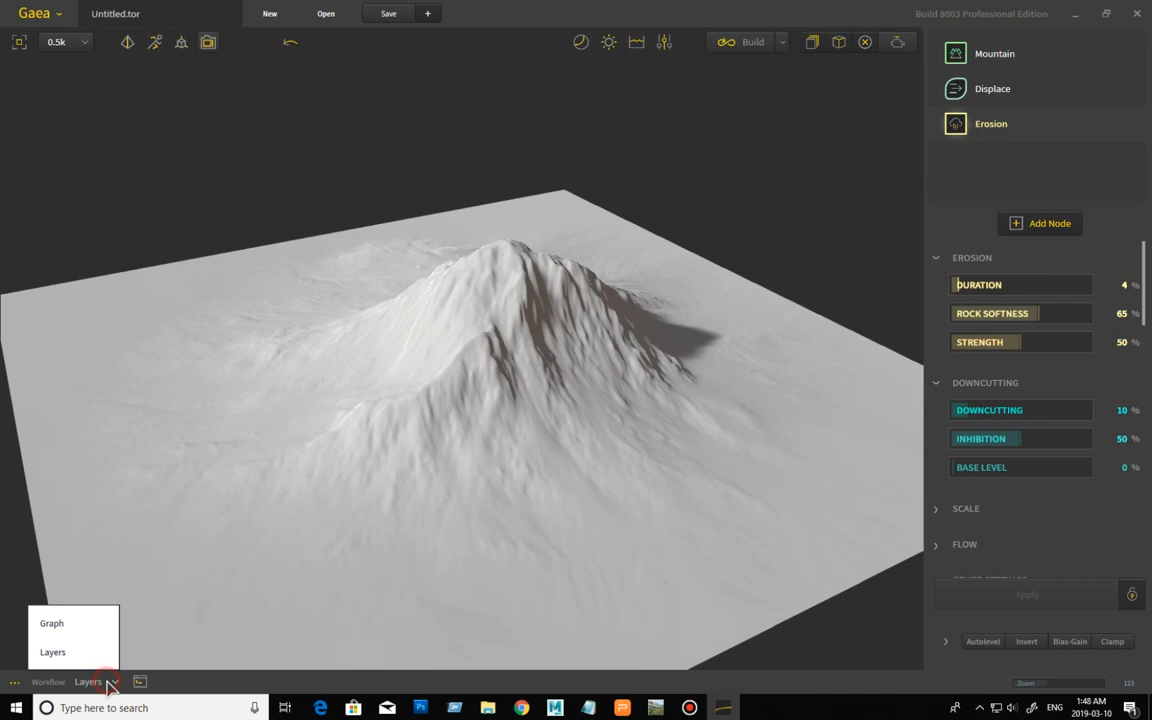 Gaea
Untitled.tor
New
Open
Save
+
Build 8003 Professional Edition
0.5k
Build
Mountain
Displace
Erosion
Add Node
EROSION
DURATION 4 %
ROCK SOFTNESS 65 %
STRENGTH 50 %
DOWNCUTTING
DOWNCUTTING 10 %
INHIBITION 50 %
BASE LEVEL 0 %
SCALE
FLOW
Apply
Autolevel Invert Bias-Gain Clamp
Graph
Layers
Workflow Layers
Zoom 123
Type here to search
ENG
1:48 AM
2019-03-10